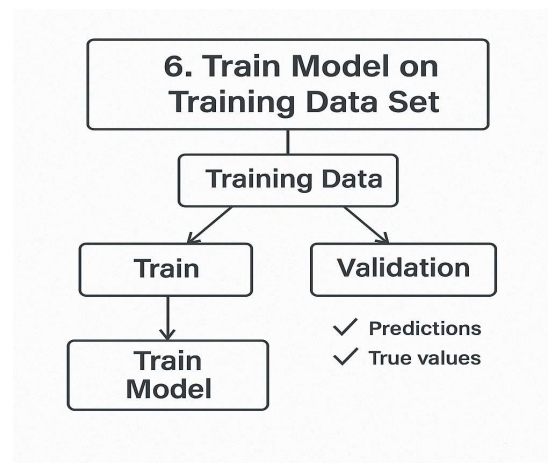 6. Train Model on
Training Data Set
Training Data
Train
Validation
Predictions
True values
Train
Model